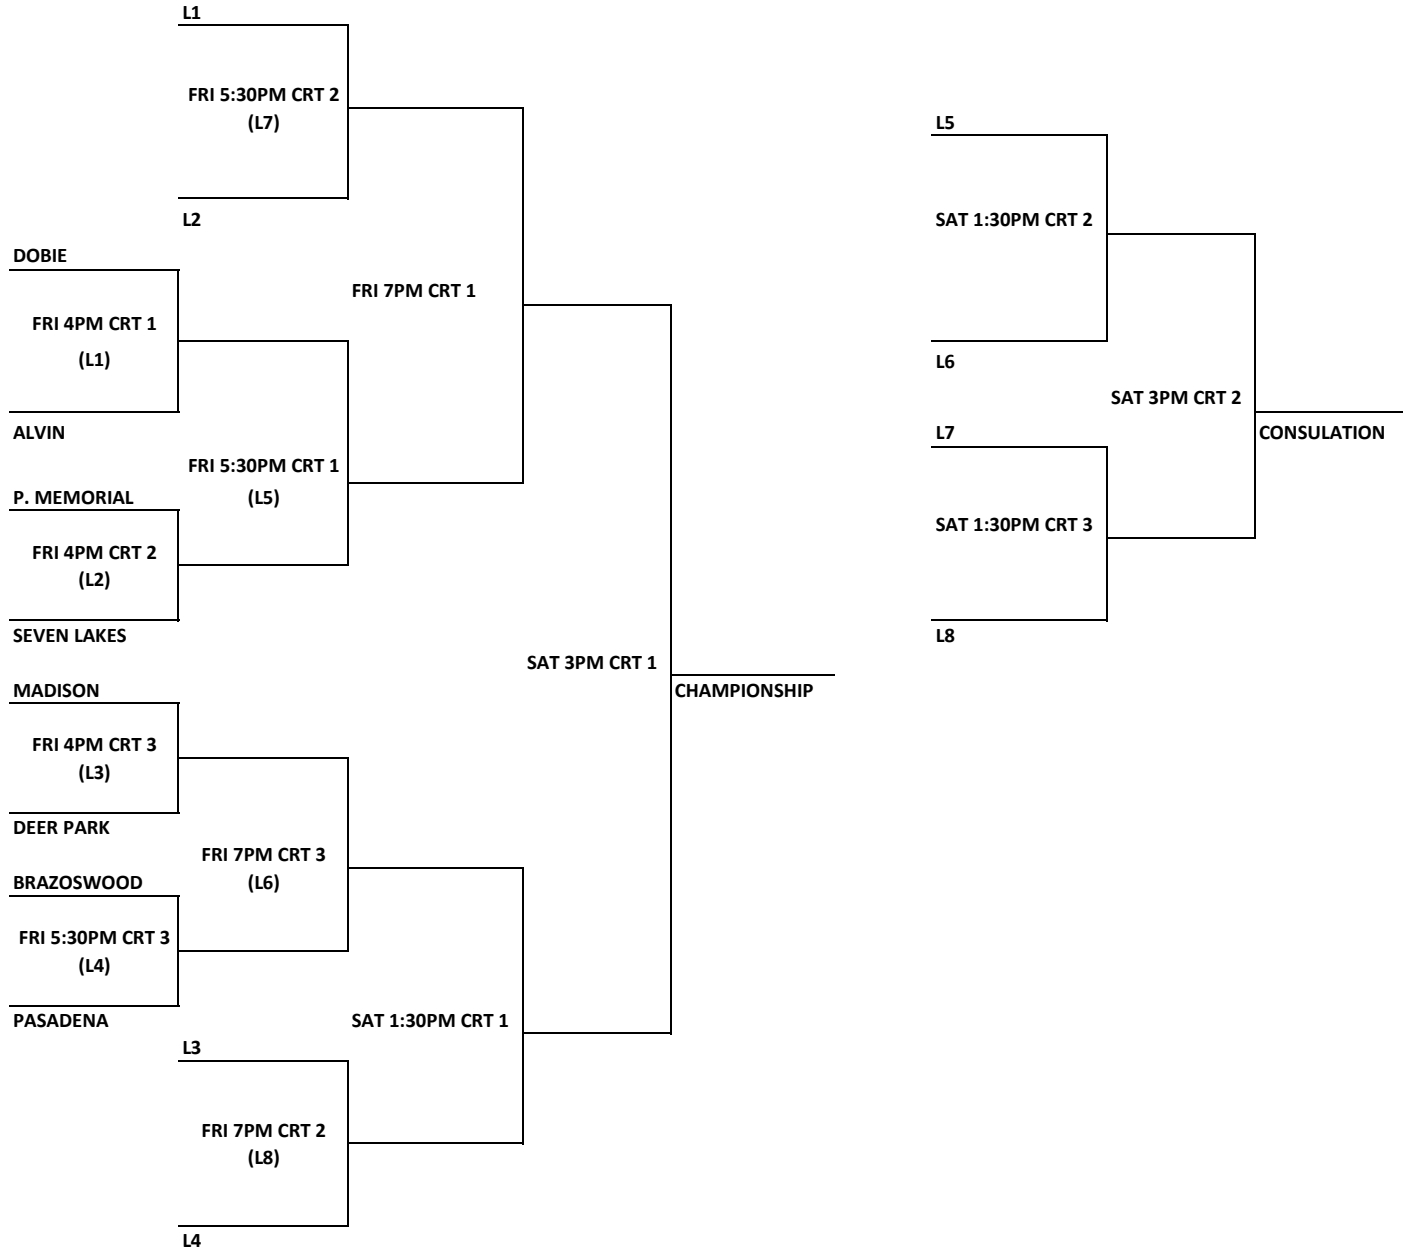 L1
FRI 5:30PM CRT 2
(L7)
L2
DOBIE
FRI 4PM CRT 1
(L1)
ALVIN
FRI 7PM CRT 1
FRI 5:30PM CRT 1
(L5)
P. MEMORIAL
FRI 4PM CRT 2
(L2)
SEVEN LAKES
SAT 3PM CRT 1
CHAMPIONSHIP
MADISON
FRI 4PM CRT 3
(L3)
DEER PARK
FRI 7PM CRT 3
(L6)
BRAZOSWOOD
FRI 5:30PM CRT 3
(L4)
PASADENA
SAT 1:30PM CRT 1
L3
FRI 7PM CRT 2
(L8)
L4
L5
SAT 1:30PM CRT 2
L6
SAT 3PM CRT 2
CONSULATION
L7
SAT 1:30PM CRT 3
L8